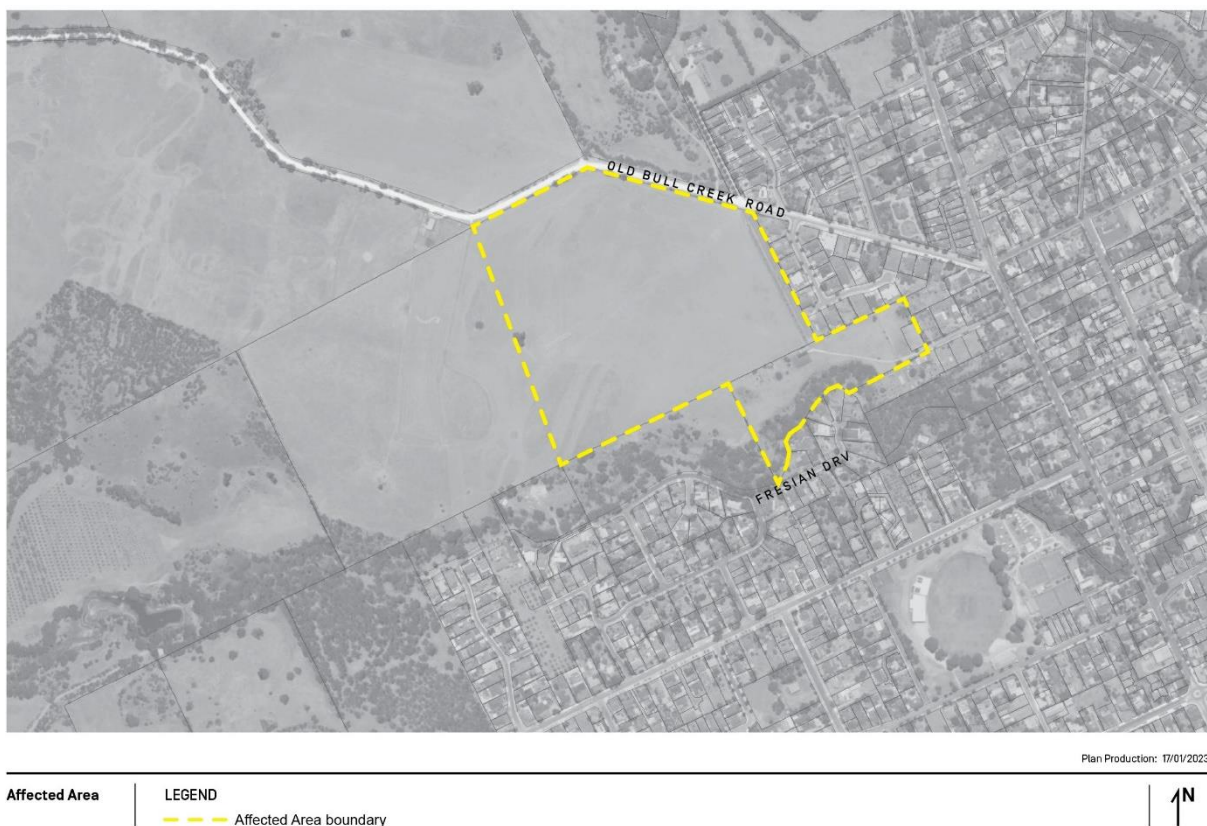 OLD BULL CREEK ROAD
FRESIAN DRV
Plan Production: 17/01/2023
Affected Area
LEGEND
Affected Area boundary
N